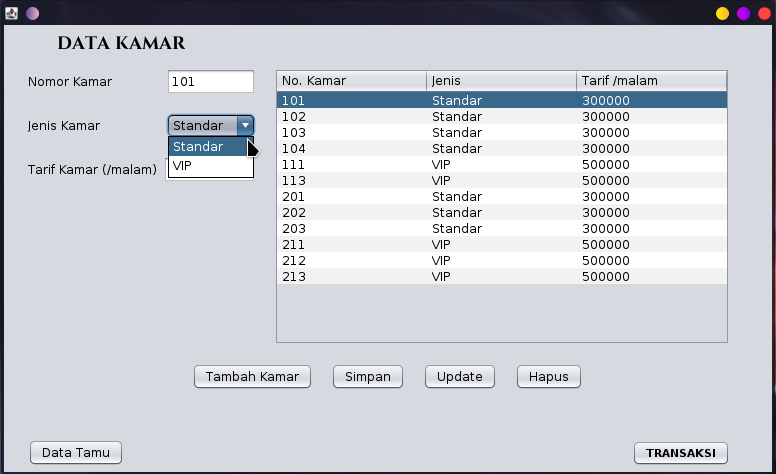 DATA KAMAR
Nomor Kamar 101
Jenis Kamar Standar
Standar
VIP
Tarif Kamar (/malam)
No. Kamar Jenis Tarif /malam
101 Standar 300000
102 Standar 300000
103 Standar 300000
104 Standar 300000
111 VIP 500000
113 VIP 500000
201 Standar 300000
202 Standar 300000
203 Standar 300000
211 VIP 500000
212 VIP 500000
213 VIP 500000
Tambah Kamar Simpan Update Hapus
Data Tamu TRANSAKSI